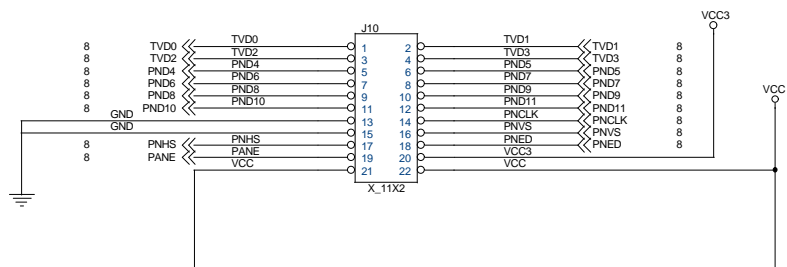 VCC3
J10
8 TVD0 TVD0 1 2 TVD1 TVD1 8
8 TVD2 TVD2 3 4 TVD3 TVD3 8
8 PND4 PND4 5 6 PND5 PND5 8
8 PND6 PND6 7 8 PND7 PND7 8
8 PND8 PND8 9 10 PND9 PND9 8
8 PND10 PND10 11 12 PND11 PND11 8
GND 13 14 PNCLK PNCLK 8
GND 15 16 PNVS PNVS 8
8 PNHS PNHS 17 18 PNED PNED 8
8 PANE PANE 19 20 VCC3
VCC 21 22 VCC
X_11X2
VCC